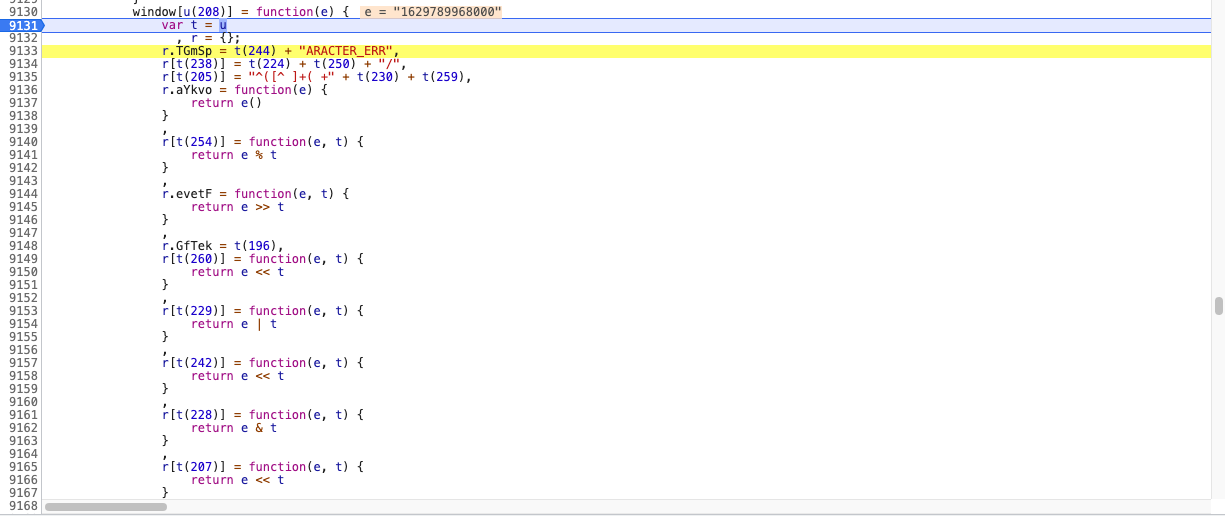 9129 }
9130 window[u(208)] = function(e) { e = "1629789968000"
9131 var t = u
9132 , r = {};
9133 r.TGmSp = t(244) + "ARACTER_ERR",
9134 r[t(238)] = t(224) + t(250) + "/",
9135 r[t(205)] = "^([^ ]+( +" + t(230) + t(259),
9136 r.aYkvo = function(e) {
9137 return e()
9138 }
9139 ,
9140 r[t(254)] = function(e, t) {
9141 return e % t
9142 }
9143 ,
9144 r.evetF = function(e, t) {
9145 return e >> t
9146 }
9147 ,
9148 r.GfTek = t(196),
9149 r[t(260)] = function(e, t) {
9150 return e << t
9151 }
9152 ,
9153 r[t(229)] = function(e, t) {
9154 return e | t
9155 }
9156 ,
9157 r[t(242)] = function(e, t) {
9158 return e << t
9159 }
9160 ,
9161 r[t(228)] = function(e, t) {
9162 return e & t
9163 }
9164 ,
9165 r[t(207)] = function(e, t) {
9166 return e << t
9167 }
9168